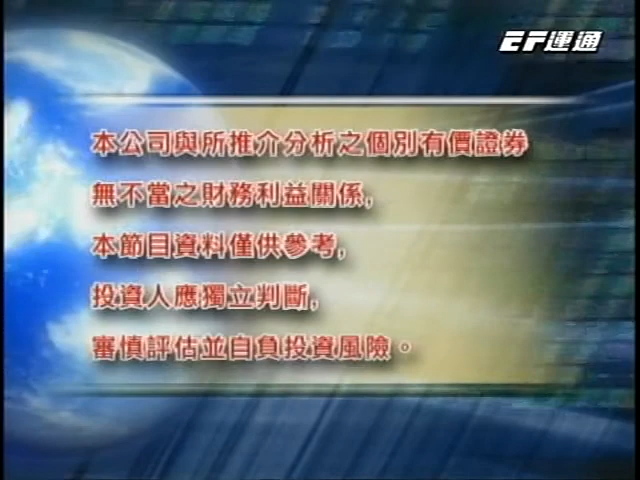 EF運通
本公司與所推介分析之個別有價證券
無不當之財務利益關係,
本節目資料僅供參考,
投資人應獨立判斷,
審慎評估並自負投資風險。